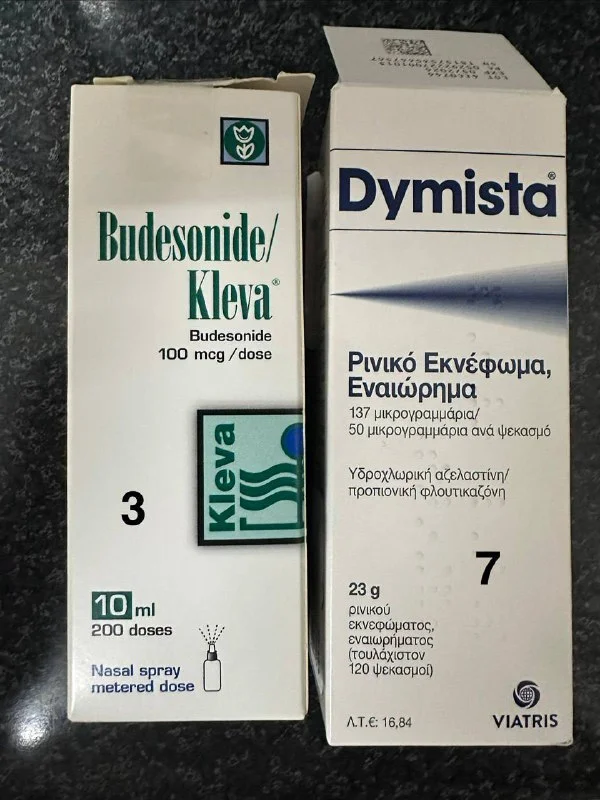 Budesonide/
Kleva®
Budesonide
100 mcg /dose
Kleva
3
10 ml
200 doses
Nasal spray
metered dose
Dymista®
Ρινικό Εκνέφωμα,
Εναιώρημα
137 μικρογραμμάρια/
50 μικρογραμμάρια ανά ψεκασμό
Υδροχλωρική αζελαστίνη/
προπιονική φλουτικαζόνη
7
23 g
ρινικού
εκνεφώματος,
εναιωρήματος
(τουλάχιστον
120 ψεκασμοί)
Λ.Τ.€: 16,84
VIATRIS